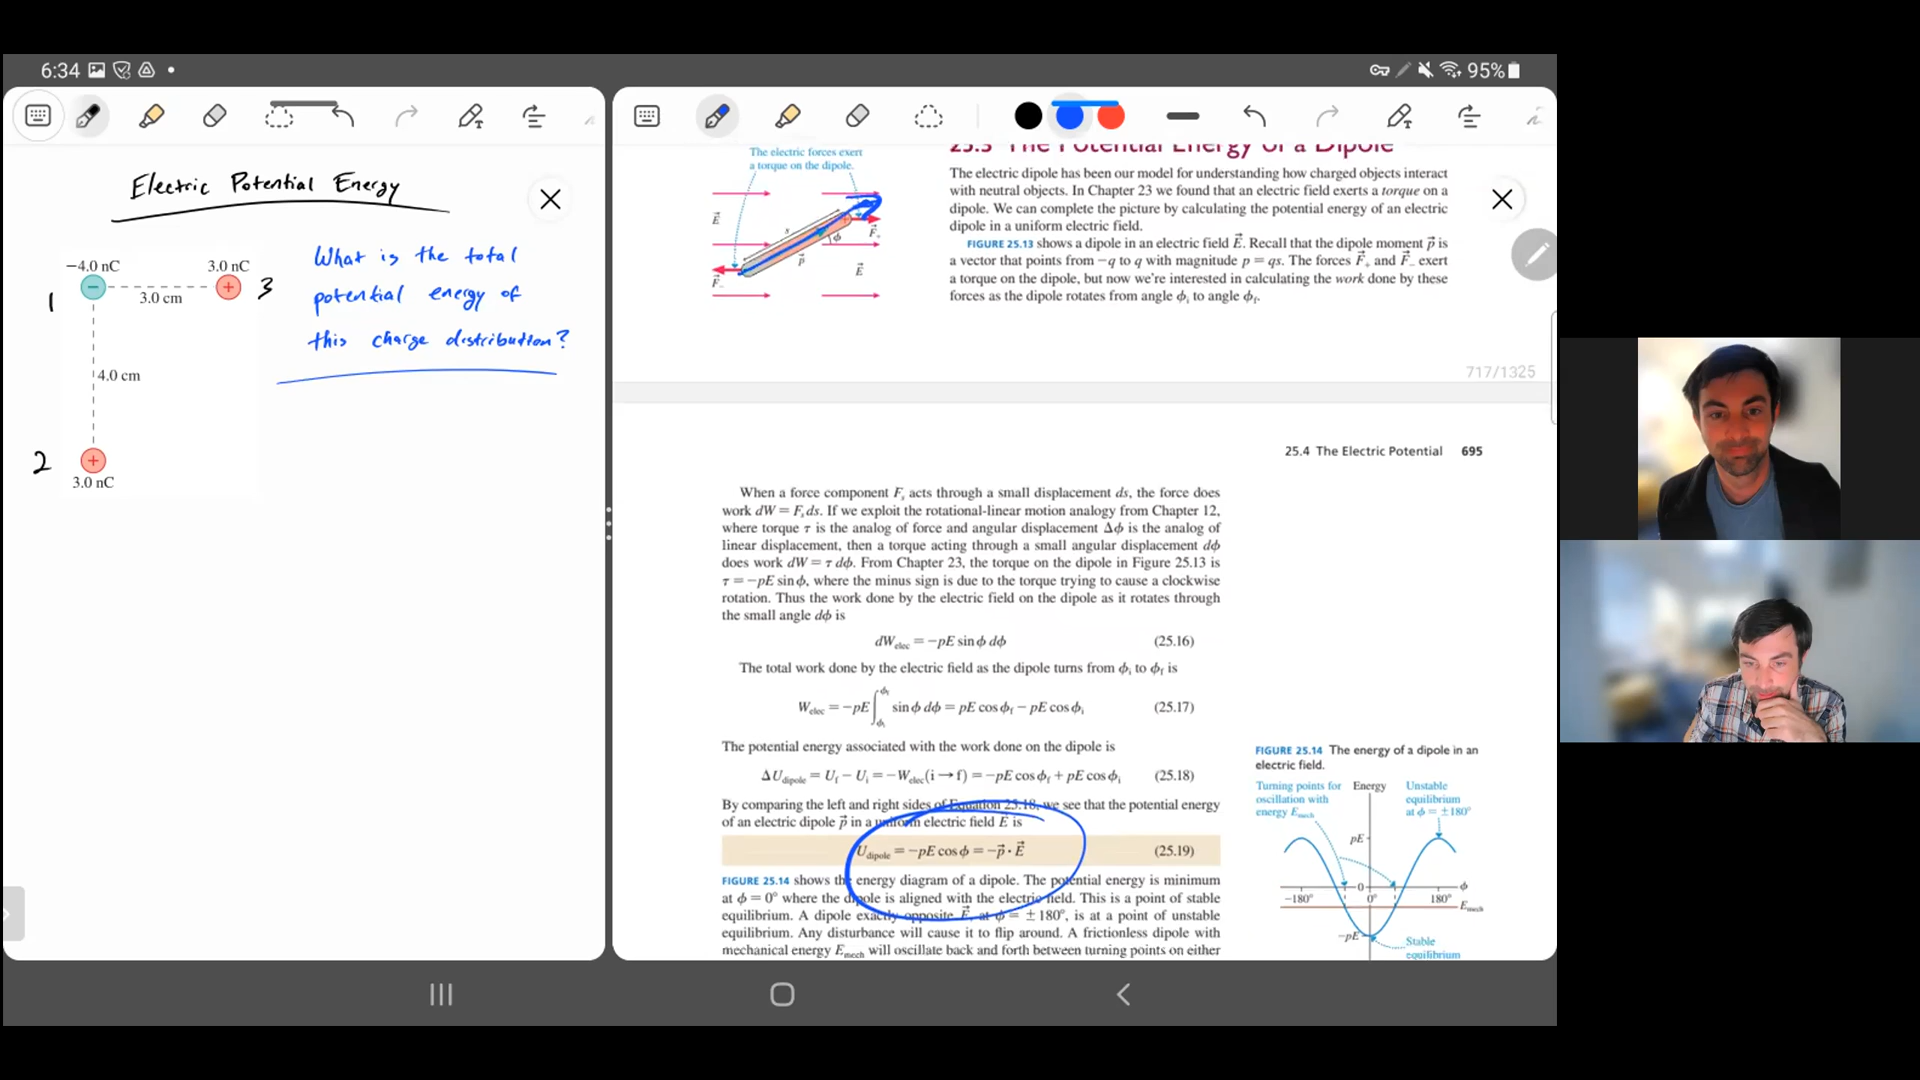 6:34
95%
Electric Potential Energy
−4.0 nC
3.0 nC
1
3.0 cm
3
4.0 cm
2
3.0 nC
What is the total
potential energy of
this charge distribution?
The electric forces exert
a torque on the dipole.
E⃗
s
ϕ
F⃗₊
p⃗
E⃗
F⃗₋
25.3 The Potential Energy of a Dipole
The electric dipole has been our model for understanding how charged objects interact
with neutral objects. In Chapter 23 we found that an electric field exerts a torque on a
dipole. We can complete the picture by calculating the potential energy of an electric
dipole in a uniform electric field.
FIGURE 25.13 shows a dipole in an electric field E⃗. Recall that the dipole moment p⃗ is
a vector that points from −q to q with magnitude p = qs. The forces F⃗₊ and F⃗₋ exert
a torque on the dipole, but now we're interested in calculating the work done by these
forces as the dipole rotates from angle ϕi to angle ϕf.
717/1325
25.4 The Electric Potential 695
When a force component Fs acts through a small displacement ds, the force does
work dW = Fs ds. If we exploit the rotational-linear motion analogy from Chapter 12,
where torque τ is the analog of force and angular displacement Δϕ is the analog of
linear displacement, then a torque acting through a small angular displacement dϕ
does work dW = τ dϕ. From Chapter 23, the torque on the dipole in Figure 25.13 is
τ = −pE sin ϕ, where the minus sign is due to the torque trying to cause a clockwise
rotation. Thus the work done by the electric field on the dipole as it rotates through
the small angle dϕ is
dWelec = −pE sin ϕ dϕ (25.16)
The total work done by the electric field as the dipole turns from ϕi to ϕf is
Welec = −pE ∫ϕi^ϕf sin ϕ dϕ = pE cos ϕf − pE cos ϕi (25.17)
The potential energy associated with the work done on the dipole is
ΔUdipole = Uf − Ui = −Welec(i → f) = −pE cos ϕf + pE cos ϕi (25.18)
By comparing the left and right sides of Equation 25.18, we see that the potential energy
of an electric dipole p⃗ in a uniform electric field E⃗ is
Udipole = −pE cos ϕ = −p⃗ · E⃗ (25.19)
FIGURE 25.14 shows the energy diagram of a dipole. The potential energy is minimum
at ϕ = 0° where the dipole is aligned with the electric field. This is a point of stable
equilibrium. A dipole exactly opposite E⃗, at ϕ = ±180°, is at a point of unstable
equilibrium. Any disturbance will cause it to flip around. A frictionless dipole with
mechanical energy Emech will oscillate back and forth between turning points on either
FIGURE 25.14 The energy of a dipole in an
electric field.
Turning points for
oscillation with
energy Emech
Energy
Unstable
equilibrium
at ϕ = ±180°
pE
0
ϕ
−180°
0°
180°
Emech
−pE
Stable
equilibrium